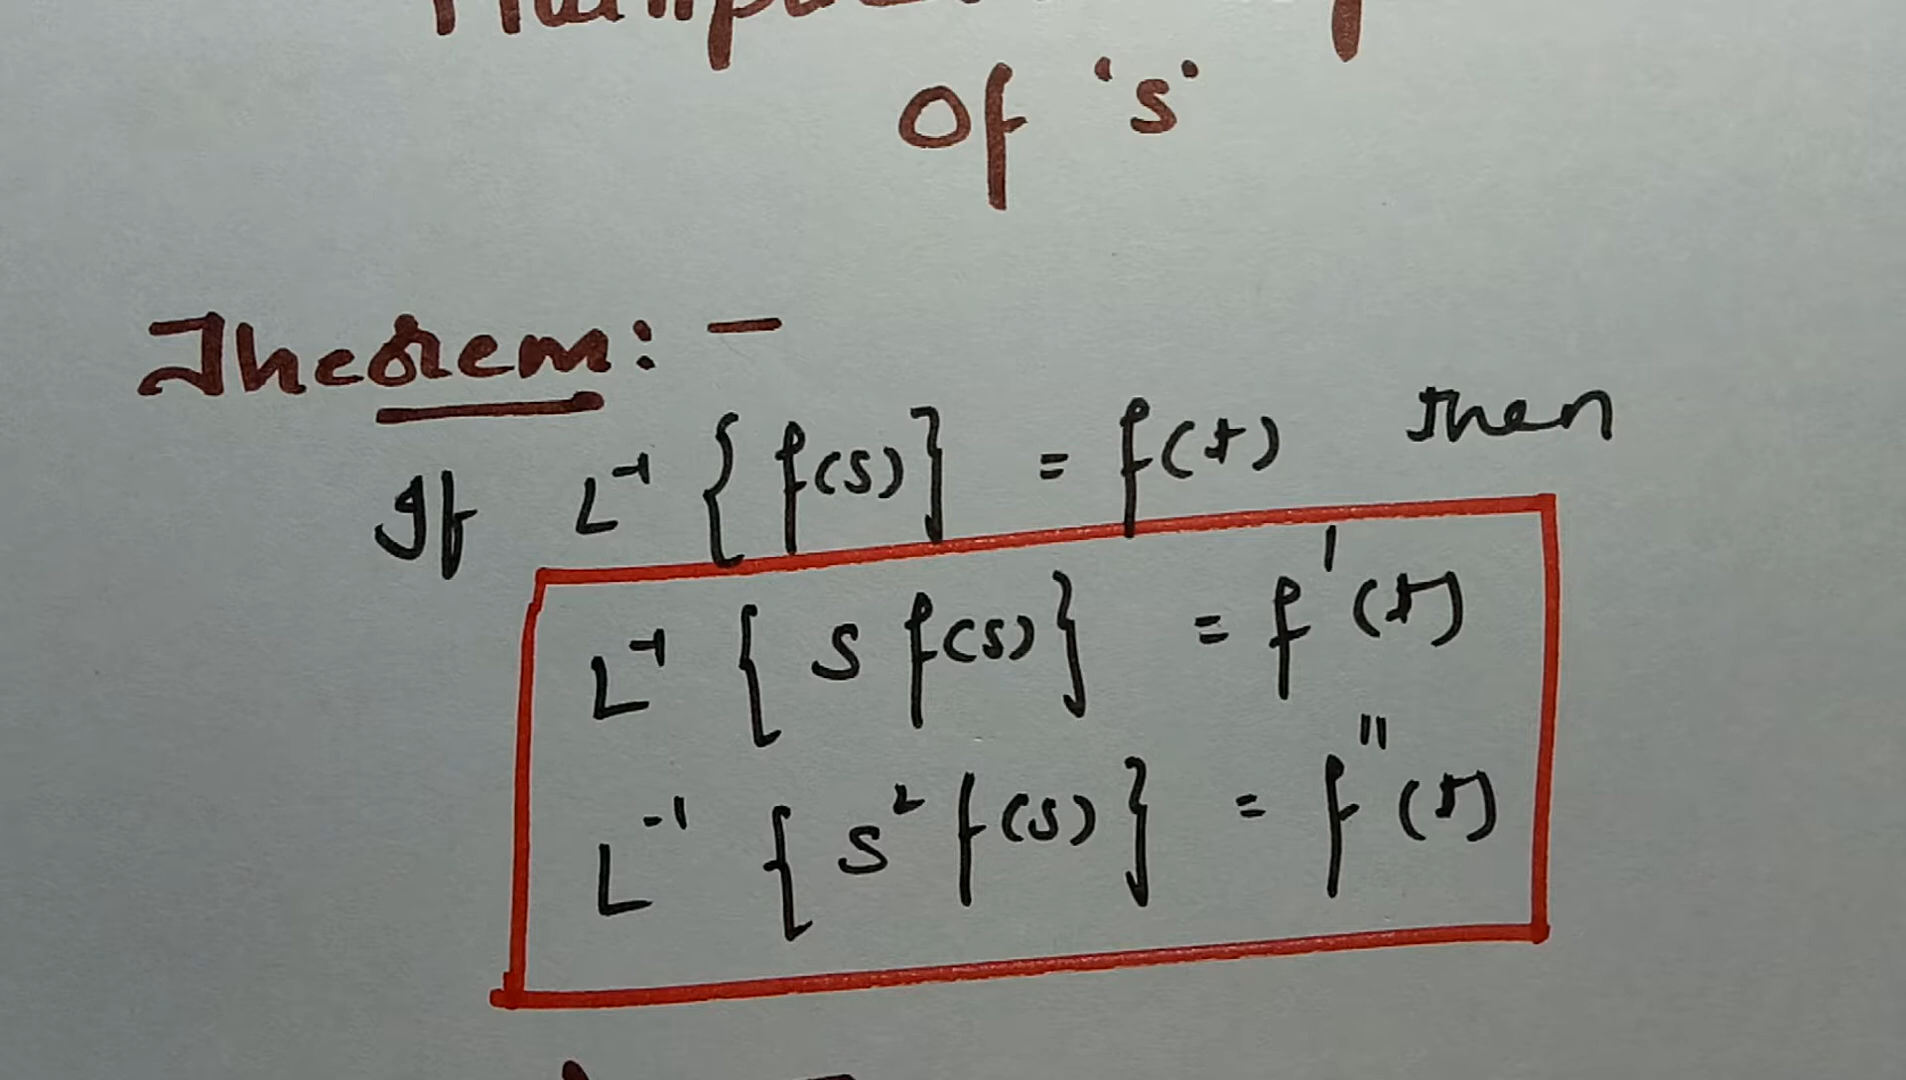 of 's'
Theorem: -
If L⁻¹ { f(s) } = f(t) then
L⁻¹ { s f(s) } = f'(t)
L⁻¹ { s² f(s) } = f''(t)